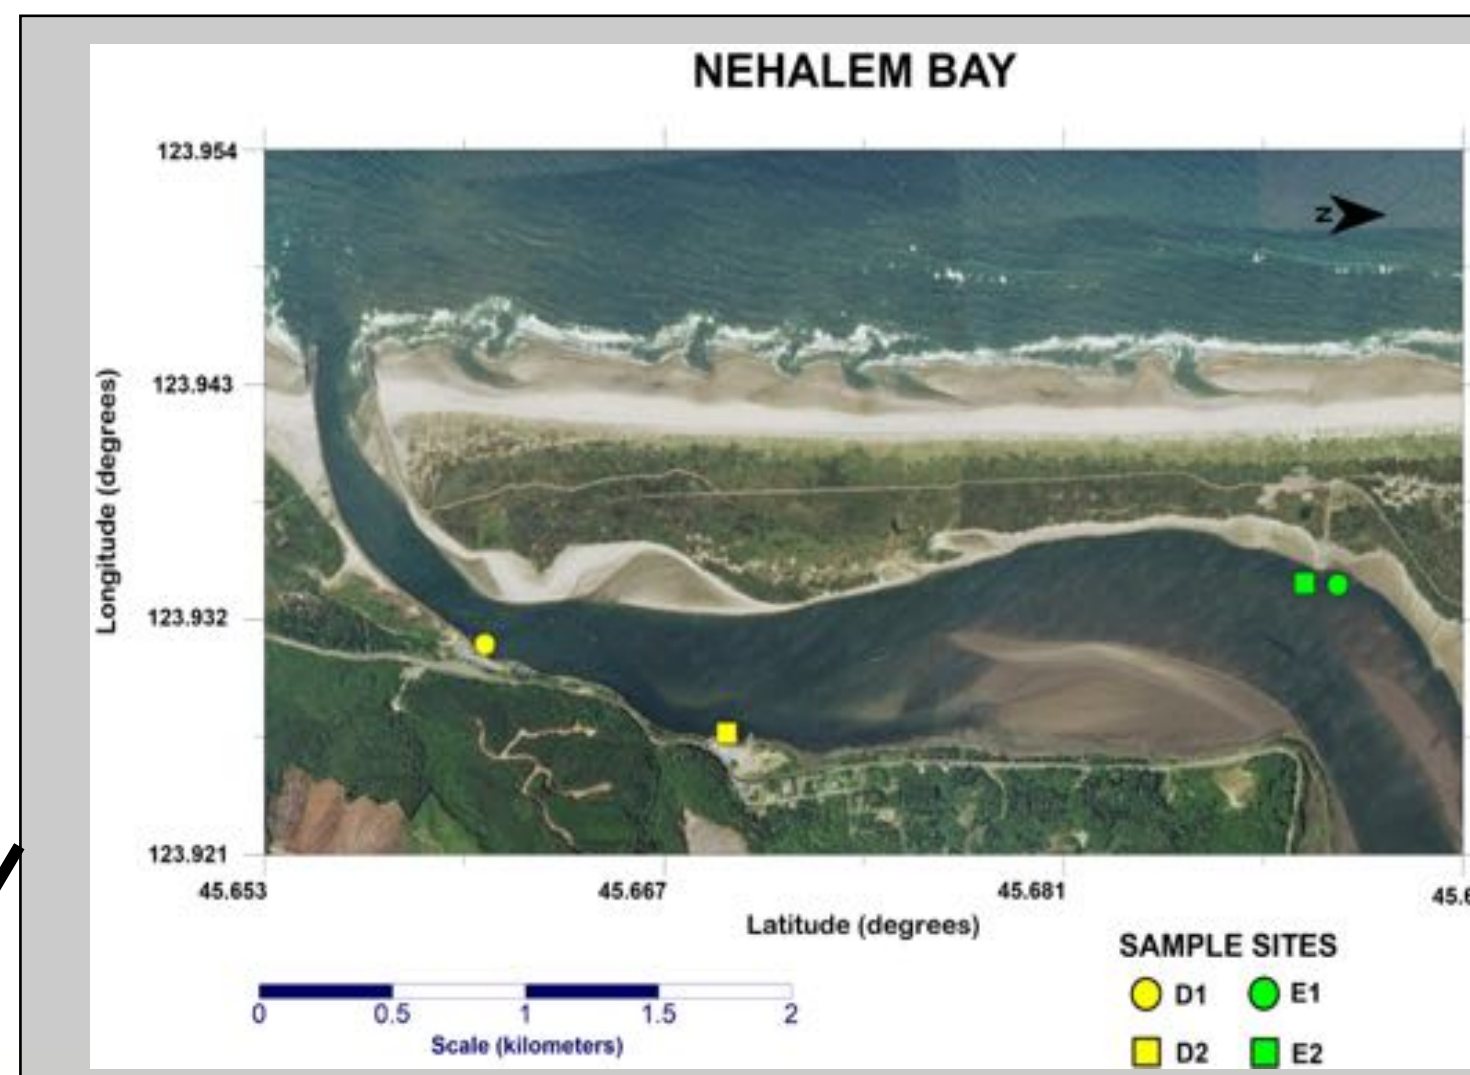 NEHALEM BAY
123.954
N
123.943
Longitude (degrees)
123.932
123.921
45.653
45.667
45.681
Latitude (degrees)
SAMPLE SITES
D1
E1
D2
E2
0
0.5
1
1.5
2
Scale (kilometers)